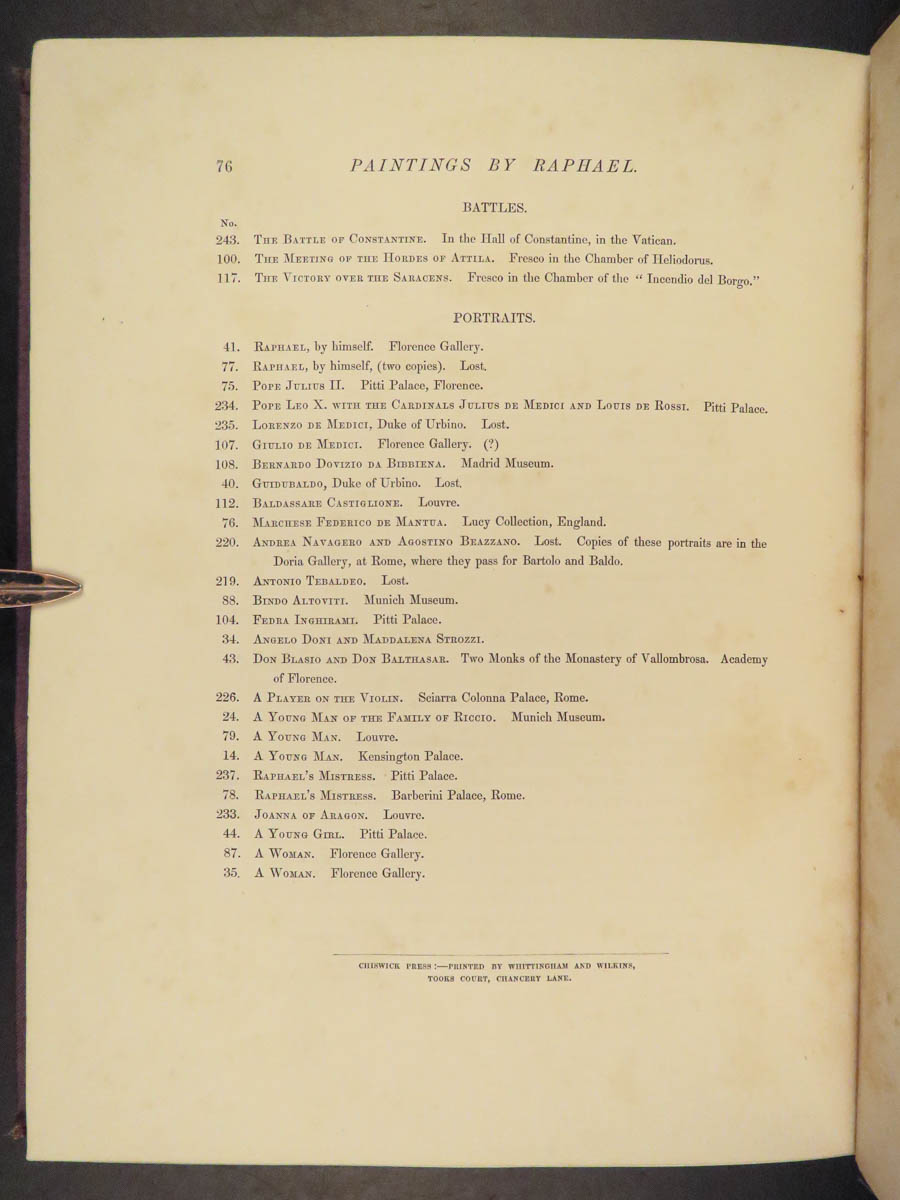 76 PAINTINGS BY RAPHAEL.
BATTLES.
No.
243. THE BATTLE OF CONSTANTINE. In the Hall of Constantine, in the Vatican.
100. THE MEETING OF THE HORDES OF ATTILA. Fresco in the Chamber of Heliodorus.
117. THE VICTORY OVER THE SARACENS. Fresco in the Chamber of the “ Incendio del Borgo.”
PORTRAITS.
41. RAPHAEL, by himself. Florence Gallery.
77. RAPHAEL, by himself, (two copies). Lost.
75. POPE JULIUS II. Pitti Palace, Florence.
234. POPE LEO X. WITH THE CARDINALS JULIUS DE MEDICI AND LOUIS DE ROSSI. Pitti Palace.
235. LORENZO DE MEDICI, Duke of Urbino. Lost.
107. GIULIO DE MEDICI. Florence Gallery. (?)
108. BERNARDO DOVIZIO DA BIBBIENA. Madrid Museum.
40. GUIDUBALDO, Duke of Urbino. Lost.
112. BALDASSARE CASTIGLIONE. Louvre.
76. MARCHESE FEDERICO DE MANTUA. Lucy Collection, England.
220. ANDREA NAVAGERO AND AGOSTINO BEAZZANO. Lost. Copies of these portraits are in the
Doria Gallery, at Rome, where they pass for Bartolo and Baldo.
219. ANTONIO TEBALDEO. Lost.
88. BINDO ALTOVITI. Munich Museum.
104. FEDRA INGHIRAMI. Pitti Palace.
34. ANGELO DONI AND MADDALENA STROZZI.
43. DON BLASIO AND DON BALTHASAR. Two Monks of the Monastery of Vallombrosa. Academy
of Florence.
226. A PLAYER ON THE VIOLIN. Sciarra Colonna Palace, Rome.
24. A YOUNG MAN OF THE FAMILY OF RICCIO. Munich Museum.
79. A YOUNG MAN. Louvre.
14. A YOUNG MAN. Kensington Palace.
237. RAPHAEL'S MISTRESS. Pitti Palace.
78. RAPHAEL'S MISTRESS. Barberini Palace, Rome.
233. JOANNA OF ARAGON. Louvre.
44. A YOUNG GIRL. Pitti Palace.
87. A WOMAN. Florence Gallery.
35. A WOMAN. Florence Gallery.
CHISWICK PRESS :—PRINTED BY WHITTINGHAM AND WILKINS,
TOOKS COURT, CHANCERY LANE.